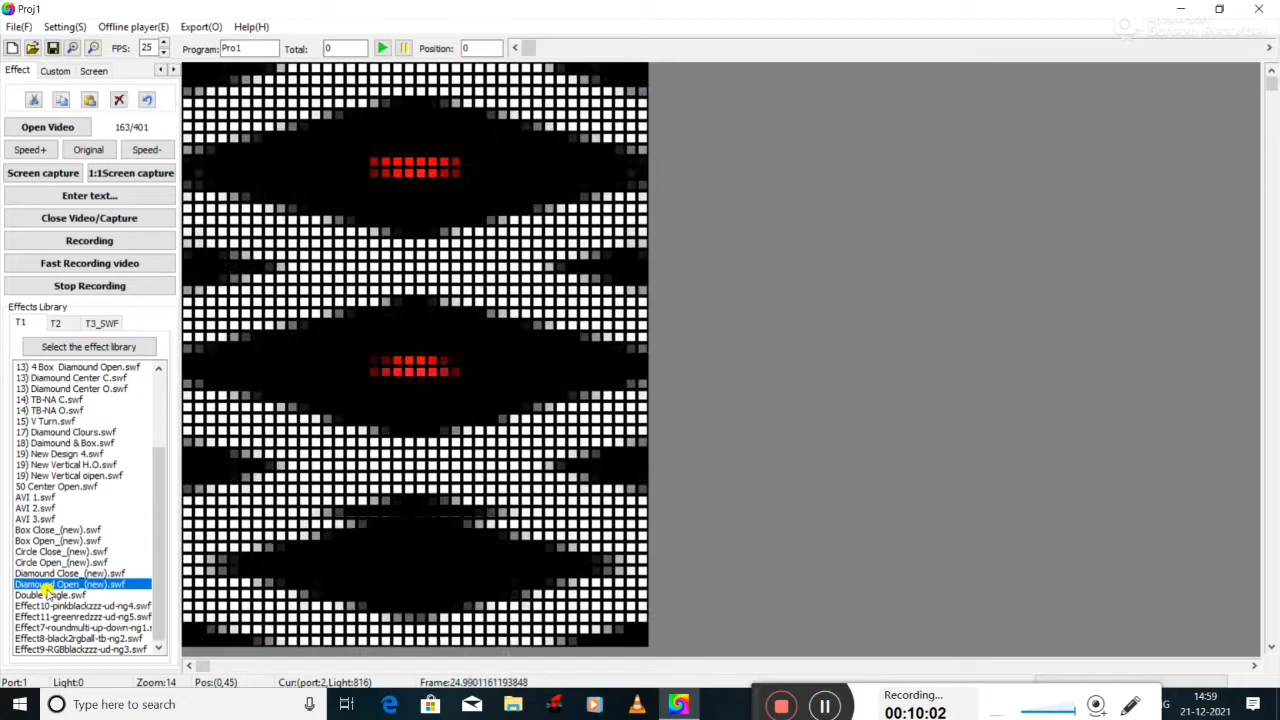 Proj1
File(F) Setting(S) Offline player(E) Export(O) Help(H)
FPS: 25 Program: Pro1 Total: 0 Position: 0
Effect Custom Screen
Open Video 163/401
Speed+ Original Speed-
Screen capture 1:1Screen capture
Enter text...
Close Video/Capture
Recording
Fast Recording video
Stop Recording
Effects Library
T1 T2 T3_SWF
Select the effect library
13) 4 Box Diamound Open.swf
13) Diamound Center C.swf
13) Diamound Center O.swf
14) TB-NA C.swf
14) TB-NA O.swf
15) V Turn.swf
17) Diamound Clours.swf
18) Daimound & Box.swf
19) New Design 4.swf
19) New Vertical H.O.swf
19) New Vertical open.swf
50 Center Open.swf
AVI 1.swf
AVI 2.swf
AVI 3.swf
Box Close_(new).swf
Box Open_(new).swf
Circle Close_(new).swf
Circle Open_(new).swf
Diamound Close_(new).swf
Diamound Open_(new).swf
Effect10-pinkblackzzz-ud-ng4.swf
Effect11-greenredzzz-ud-ng5.swf
Effect7-roundmulti-up-down-ng1.s
Effect8-black2rgball-tb-ng2.swf
Effect9-RGBblackzzz-ud-ng3.swf
Port:1 Light:0 Zoom:14 Pos(0,45) Cur(port:2,Light:816) Frame:24.9901161193848
Type here to search
Recording...
00:10:02
14:59
21-12-2021